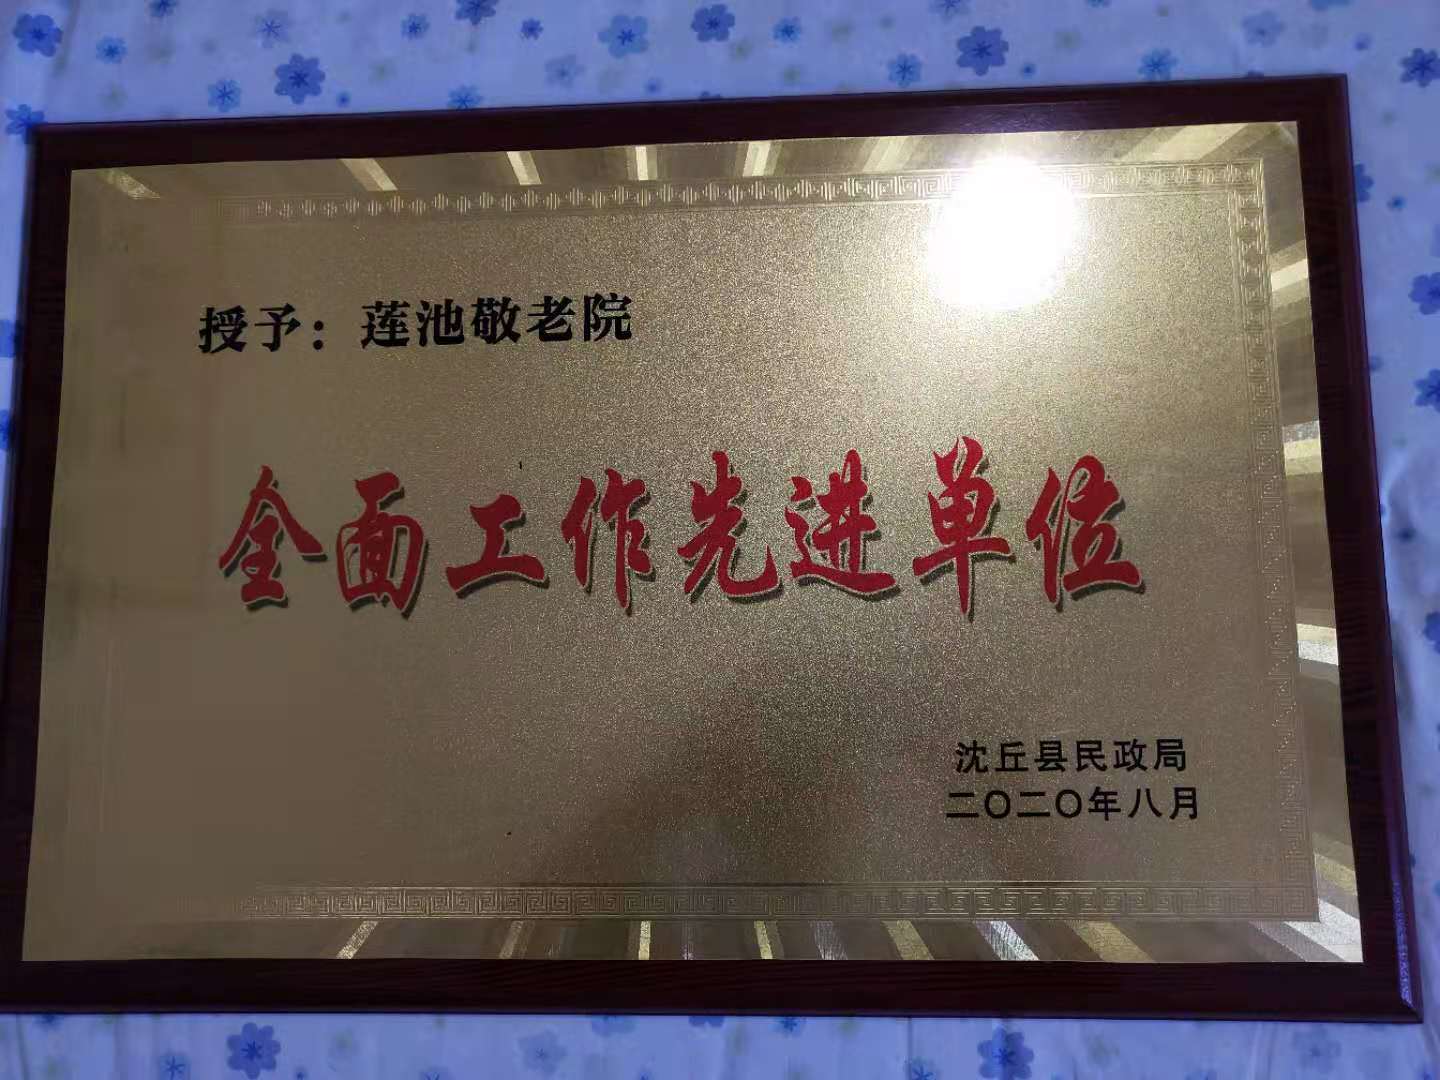 授予：莲池敬老院
全面工作先进单位
沈丘县民政局
二〇二〇年八月